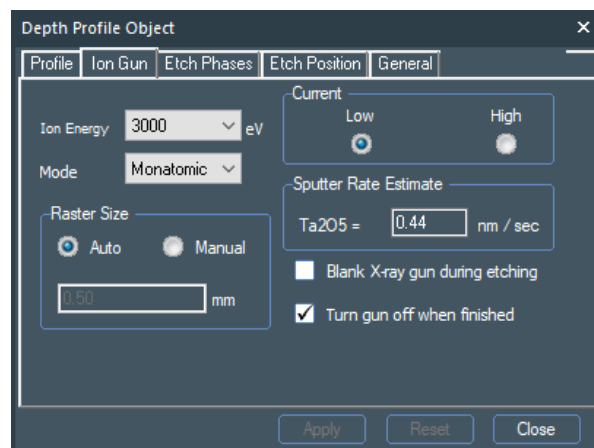 Depth Profile Object
Profile Ion Gun Etch Phases Etch Position General
Ion Energy 3000 eV
Mode Monatomic
Raster Size
Auto Manual
0.50 mm
Current
Low High
Sputter Rate Estimate
Ta2O5 = 0.44 nm / sec
Blank X-ray gun during etching
Turn gun off when finished
Apply Reset Close